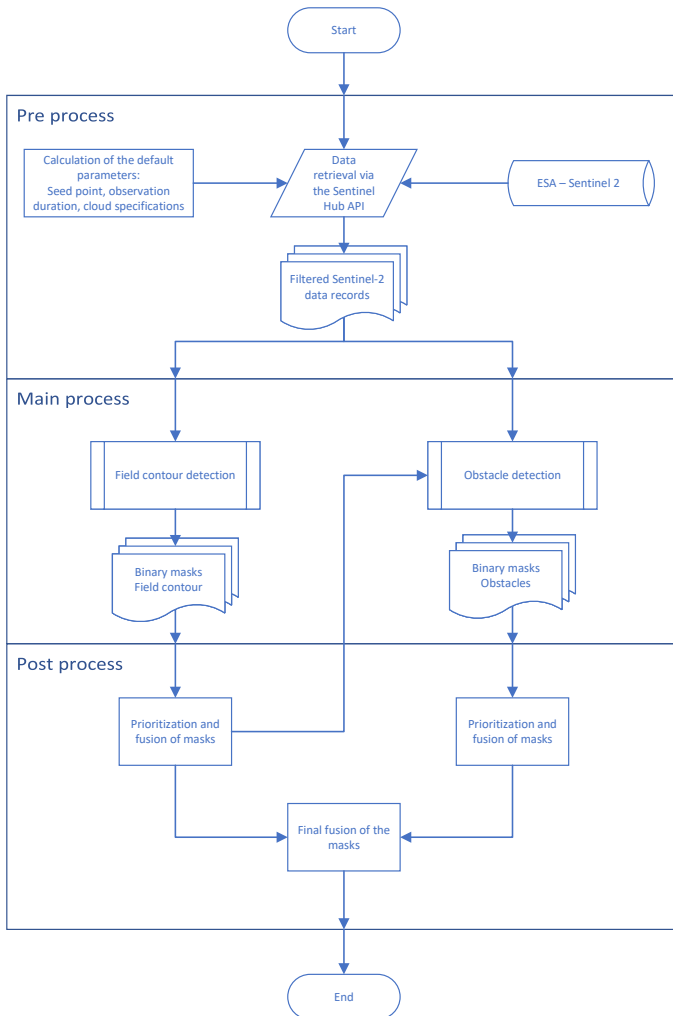 Start
Pre process
Calculation of the default
parameters:
Seed point, observation
duration, cloud specifications
Data
retrieval via
the Sentinel
Hub API
ESA – Sentinel 2
Filtered Sentinel-2
data records
Main process
Field contour detection
Obstacle detection
Binary masks
Field contour
Binary masks
Obstacles
Post process
Prioritization and
fusion of masks
Prioritization and
fusion of masks
Final fusion of the
masks
End